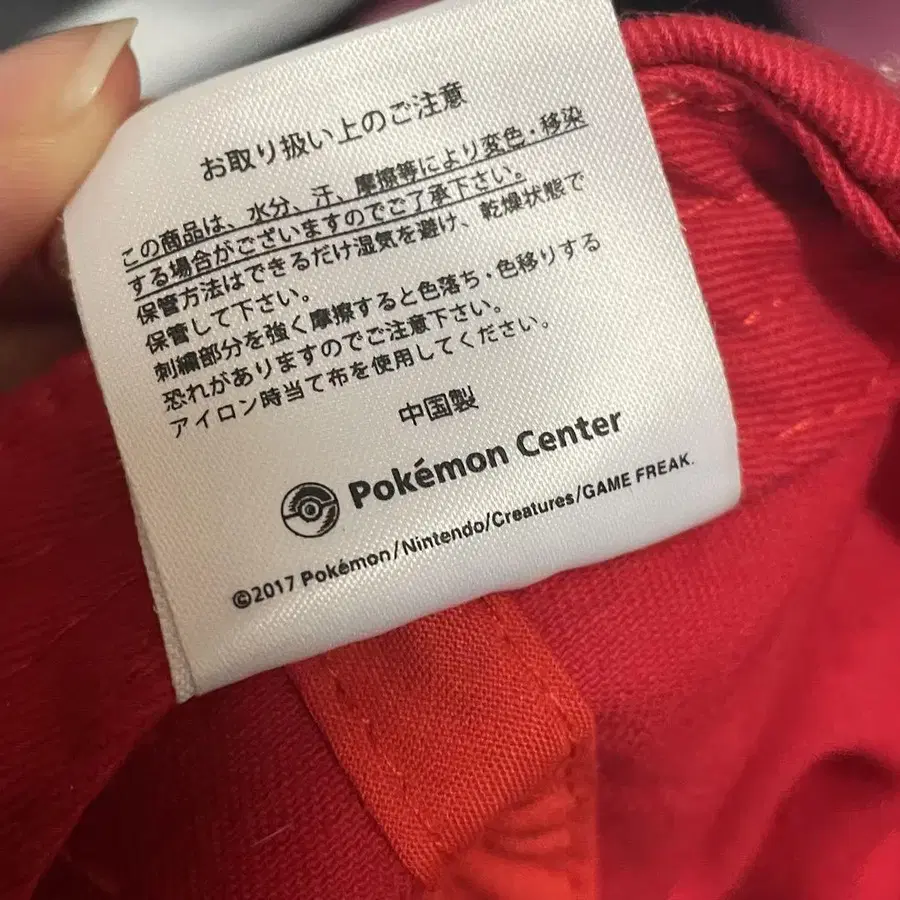 お取り扱い上のご注意
この商品は、水分、汗、摩擦等により変色・移染
する場合がございますのでご了承下さい。
保管方法はできるだけ湿気を避け、乾燥状態で
保管して下さい。
刺繍部分を強く摩擦すると色落ち・色移りする
恐れがありますのでご注意下さい。
アイロン時当て布を使用してください。
中国製
Pokémon Center
©2017 Pokémon/Nintendo/Creatures/GAME FREAK.